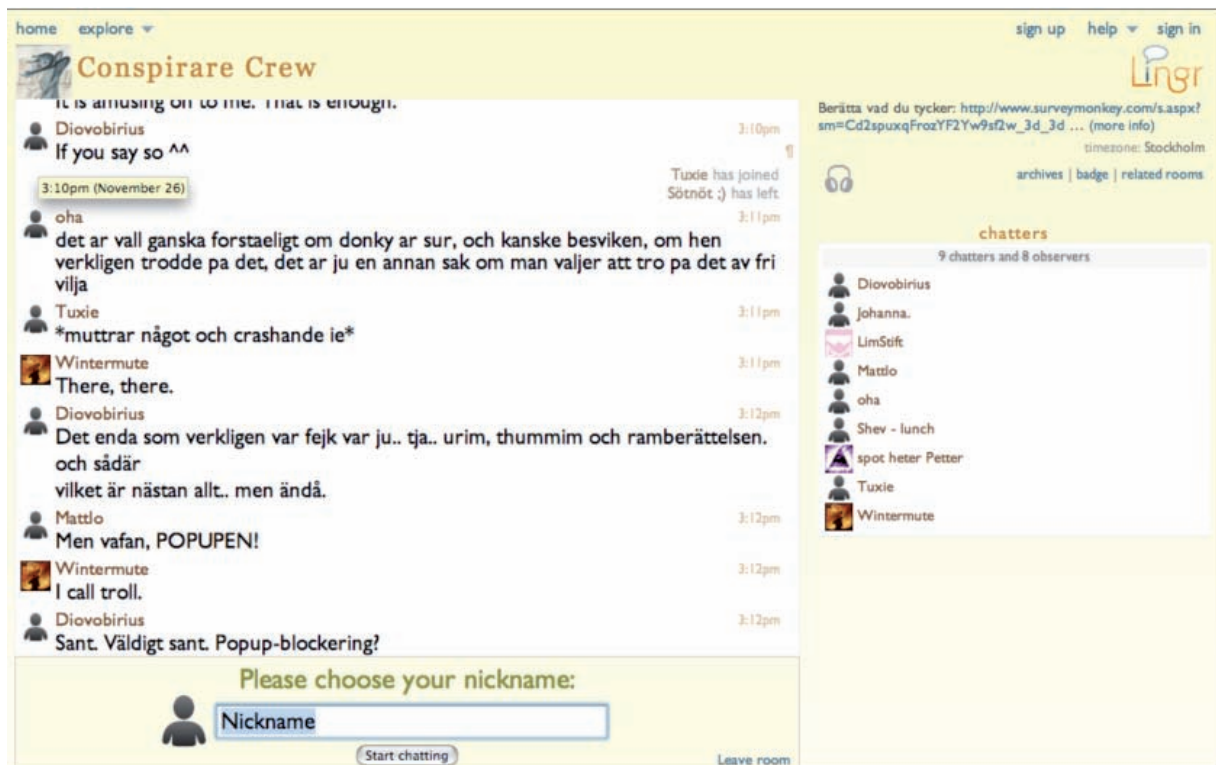 home explore
sign up help sign in
Conspirare Crew
Lingr
It is amusing on to me. That is enough.
Diovobirius 3:10pm
If you say so ^^
¶
Tuxie has joined
3:10pm (November 26)
Sötnöt ;) has left
oha 3:11pm
det ar vall ganska forstaeligt om donky ar sur, och kanske besviken, om hen
verkligen trodde pa det, det ar ju en annan sak om man valjer att tro pa det av fri
vilja
Tuxie 3:11pm
*muttrar något och crashande ie*
Wintermute 3:11pm
There, there.
Diovobirius 3:12pm
Det enda som verkligen var fejk var ju.. tja.. urim, thummim och ramberättelsen.
och sådär
vilket är nästan allt.. men ändå.
Mattlo 3:12pm
Men vafan, POPUPEN!
Wintermute 3:12pm
I call troll.
Diovobirius 3:12pm
Sant. Väldigt sant. Popup-blockering?
Please choose your nickname:
Nickname
Start chatting
Leave room
Berätta vad du tycker: http://www.surveymonkey.com/s.aspx?
sm=Cd2spuxqFrozYF2Yw9sf2w_3d_3d ... (more info)
timezone: Stockholm
archives | badge | related rooms
chatters
9 chatters and 8 observers
Diovobirius
Johanna.
LimStift
Mattlo
oha
Shev - lunch
spot heter Petter
Tuxie
Wintermute